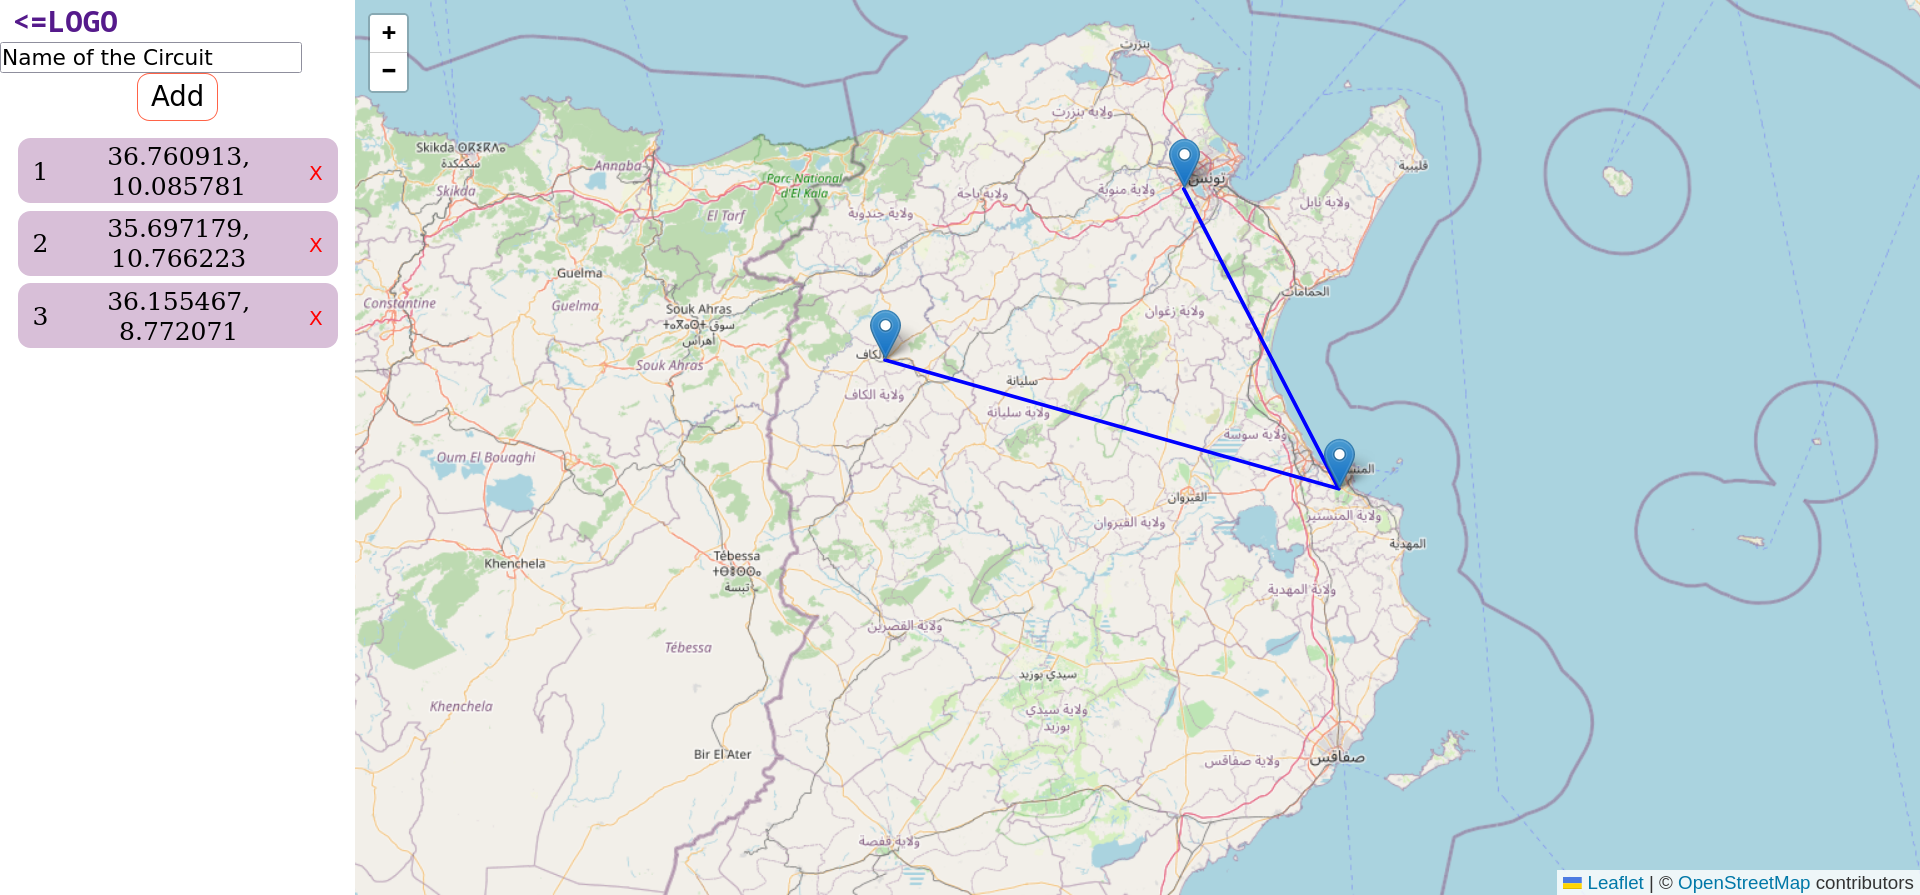 <=LOGO
Name of the Circuit
Add
1
36.760913,
10.085781
X
2
35.697179,
10.766223
X
3
36.155467,
8.772071
X
+
−
بنزرت
ولاية بنزرت
Skikda ⵙⴽⵉⴽⴷⴰ
سكيكدة
Skikda
Annaba
Parc National
d'El Kala
El Tarf
ولاية جندوبة
ولاية باجة
ولاية منوبة
تونس
ولاية نابل
قليبية
Guelma
Guelma
Constantine
Souk Ahras
سوق
أهراس
Souk Ahras
الحمامات
ولاية زغوان
الكاف
ولاية الكاف
سليانة
ولاية سليانة
ولاية سوسة
Oum El Bouaghi
القيروان
ولاية القيروان
ولاية المنستير
المهدية
Khenchela
Tébessa
تبسة
ولاية المهدية
ولاية القصرين
Tébessa
سيدي بوزيد
ولاية سيدي
بوزيد
Khenchela
Bir El Ater
ولاية صفاقس
صفاقس
ولاية قفصة
Leaflet | © OpenStreetMap contributors